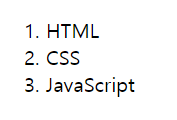 1. HTML
2. CSS
3. JavaScript